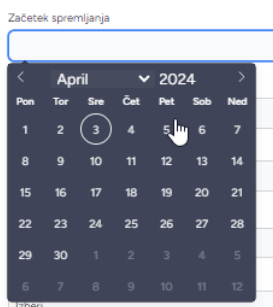 Začetek spremljanja
April 2024
Pon Tor Sre Čet Pet Sob Ned
1 2 3 4 5 6 7
8 9 10 11 12 13 14
15 16 17 18 19 20 21
22 23 24 25 26 27 28
29 30 1 2 3 4 5
6 7 8 9 10 11 12
Izberi